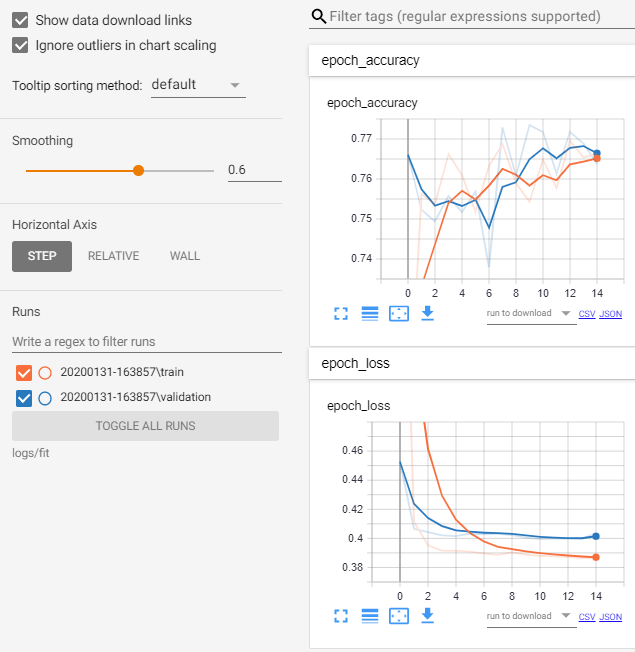 Show data download links
Ignore outliers in chart scaling
Tooltip sorting method: default
Smoothing
0.6
Horizontal Axis
STEP RELATIVE WALL
Runs
Write a regex to filter runs
20200131-163857\train
20200131-163857\validation
TOGGLE ALL RUNS
logs/fit
Filter tags (regular expressions supported)
epoch_accuracy
epoch_accuracy
0.77
0.76
0.75
0.74
0 2 4 6 8 10 12 14
run to download CSV JSON
epoch_loss
epoch_loss
0.46
0.44
0.42
0.4
0.38
0 2 4 6 8 10 12 14
run to download CSV JSON